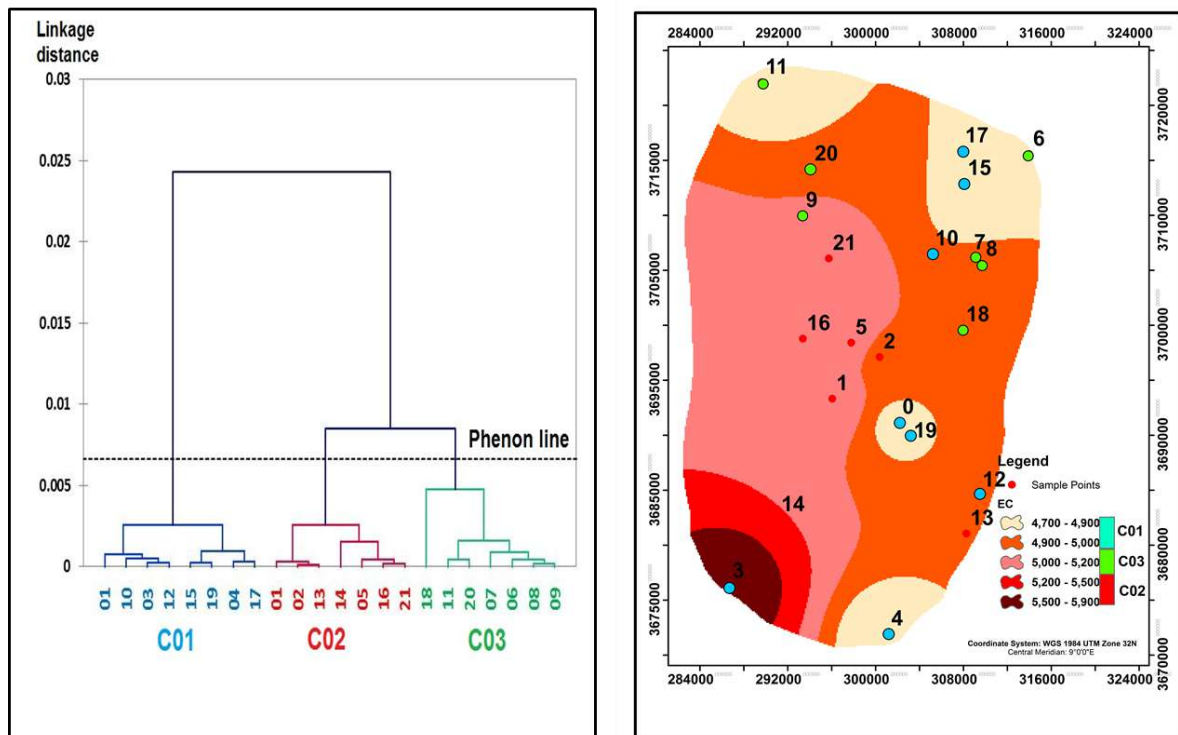 Linkage
distance
0.03
0.025
0.02
0.015
0.01
0.005
0
Phenon line
01 10 03 12 15 19 04 17 01 02 13 14 05 16 21 18 11 20 07 06 08 09
C01 C02 C03
284000 292000 300000 308000 316000 324000
3720000
3715000
3710000
3705000
3700000
3695000
3690000
3685000
3680000
3675000
3670000
11
17
6
20
15
9
10
7
8
21
18
16
5
2
1
0
19
12
14
13
3
4
Legend
Sample Points
EC
4,700 - 4,900
4,900 - 5,000
5,000 - 5,200
5,200 - 5,500
5,500 - 5,900
C01
C03
C02
Coordinate System: WGS 1984 UTM Zone 32N
Central Meridian: 9°0'0"E
284000 292000 300000 308000 316000 324000